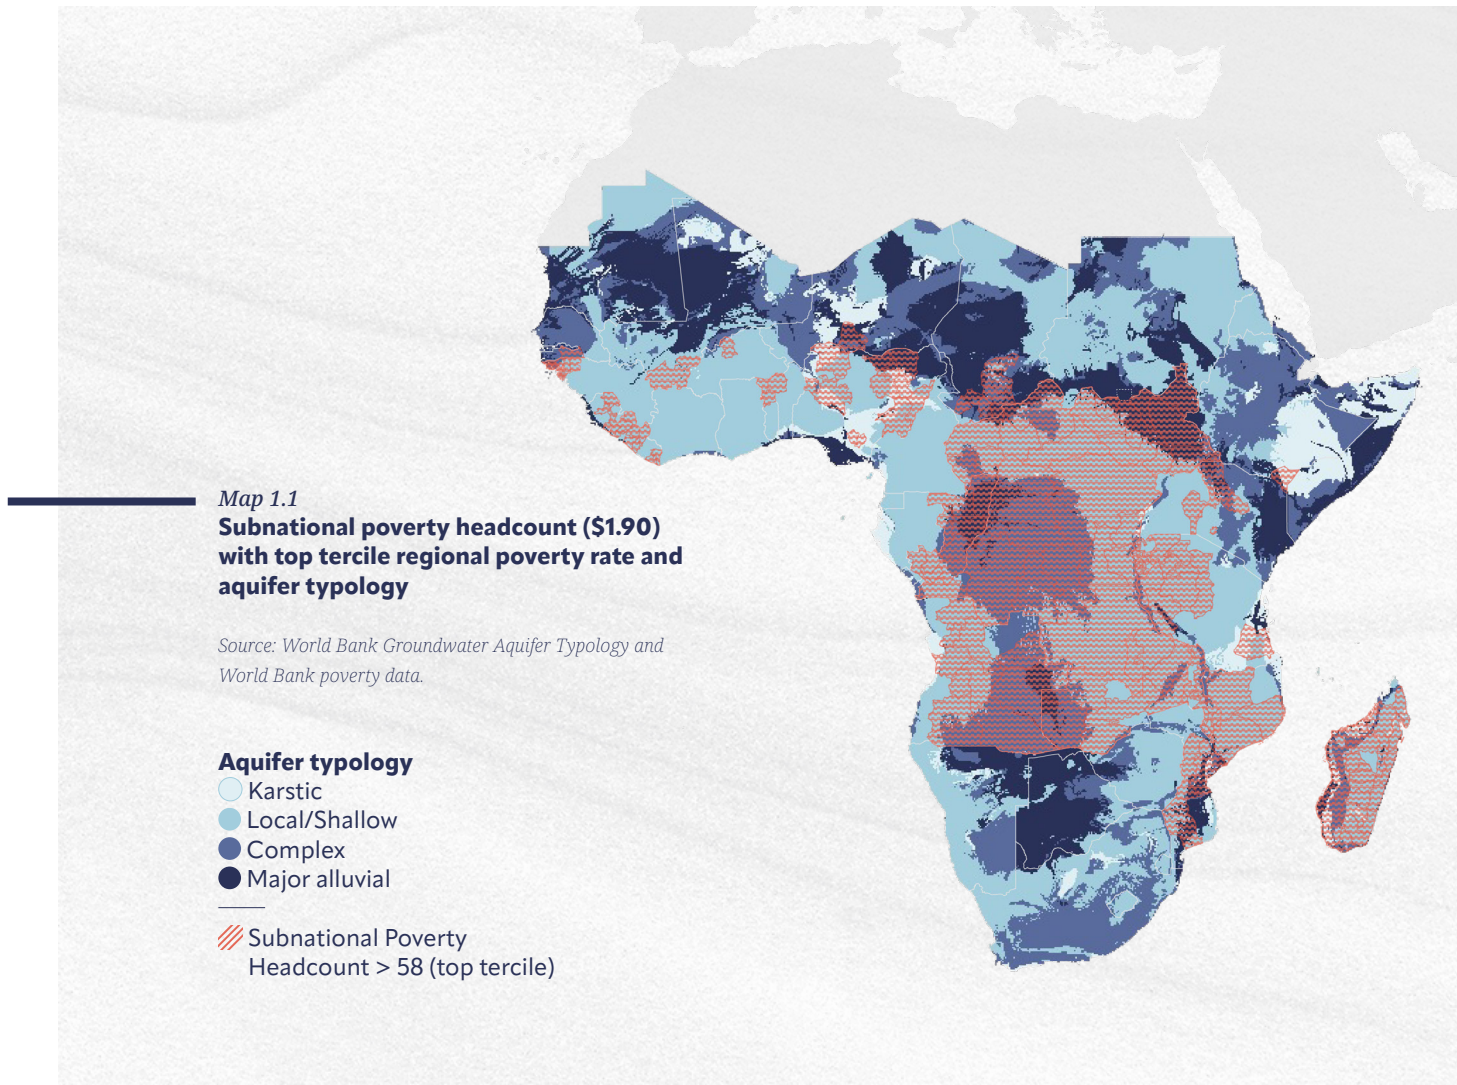 Map 1.1
Subnational poverty headcount ($1.90)
with top tercile regional poverty rate and
aquifer typology
Source: World Bank Groundwater Aquifer Typology and
World Bank poverty data.
Aquifer typology
Karstic
Local/Shallow
Complex
Major alluvial
Subnational Poverty
Headcount > 58 (top tercile)